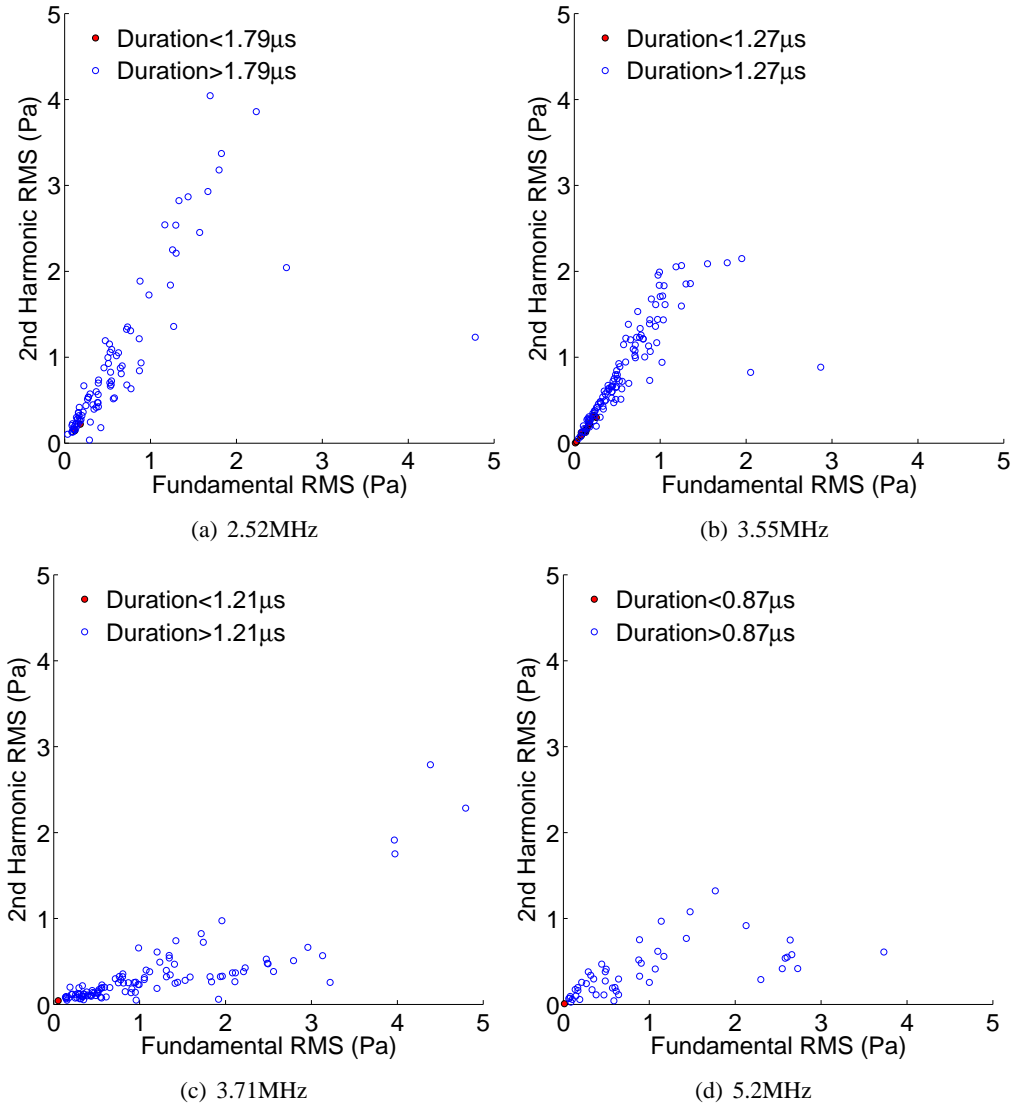 5
4
3
2
1
0
2nd Harmonic RMS (Pa)
Duration<1.79μs
Duration>1.79μs
0 1 2 3 4 5
Fundamental RMS (Pa)
(a) 2.52MHz
5
4
3
2
1
0
2nd Harmonic RMS (Pa)
Duration<1.27μs
Duration>1.27μs
0 1 2 3 4 5
Fundamental RMS (Pa)
(b) 3.55MHz
5
4
3
2
1
0
2nd Harmonic RMS (Pa)
Duration<1.21μs
Duration>1.21μs
0 1 2 3 4 5
Fundamental RMS (Pa)
(c) 3.71MHz
5
4
3
2
1
0
2nd Harmonic RMS (Pa)
Duration<0.87μs
Duration>0.87μs
0 1 2 3 4 5
Fundamental RMS (Pa)
(d) 5.2MHz